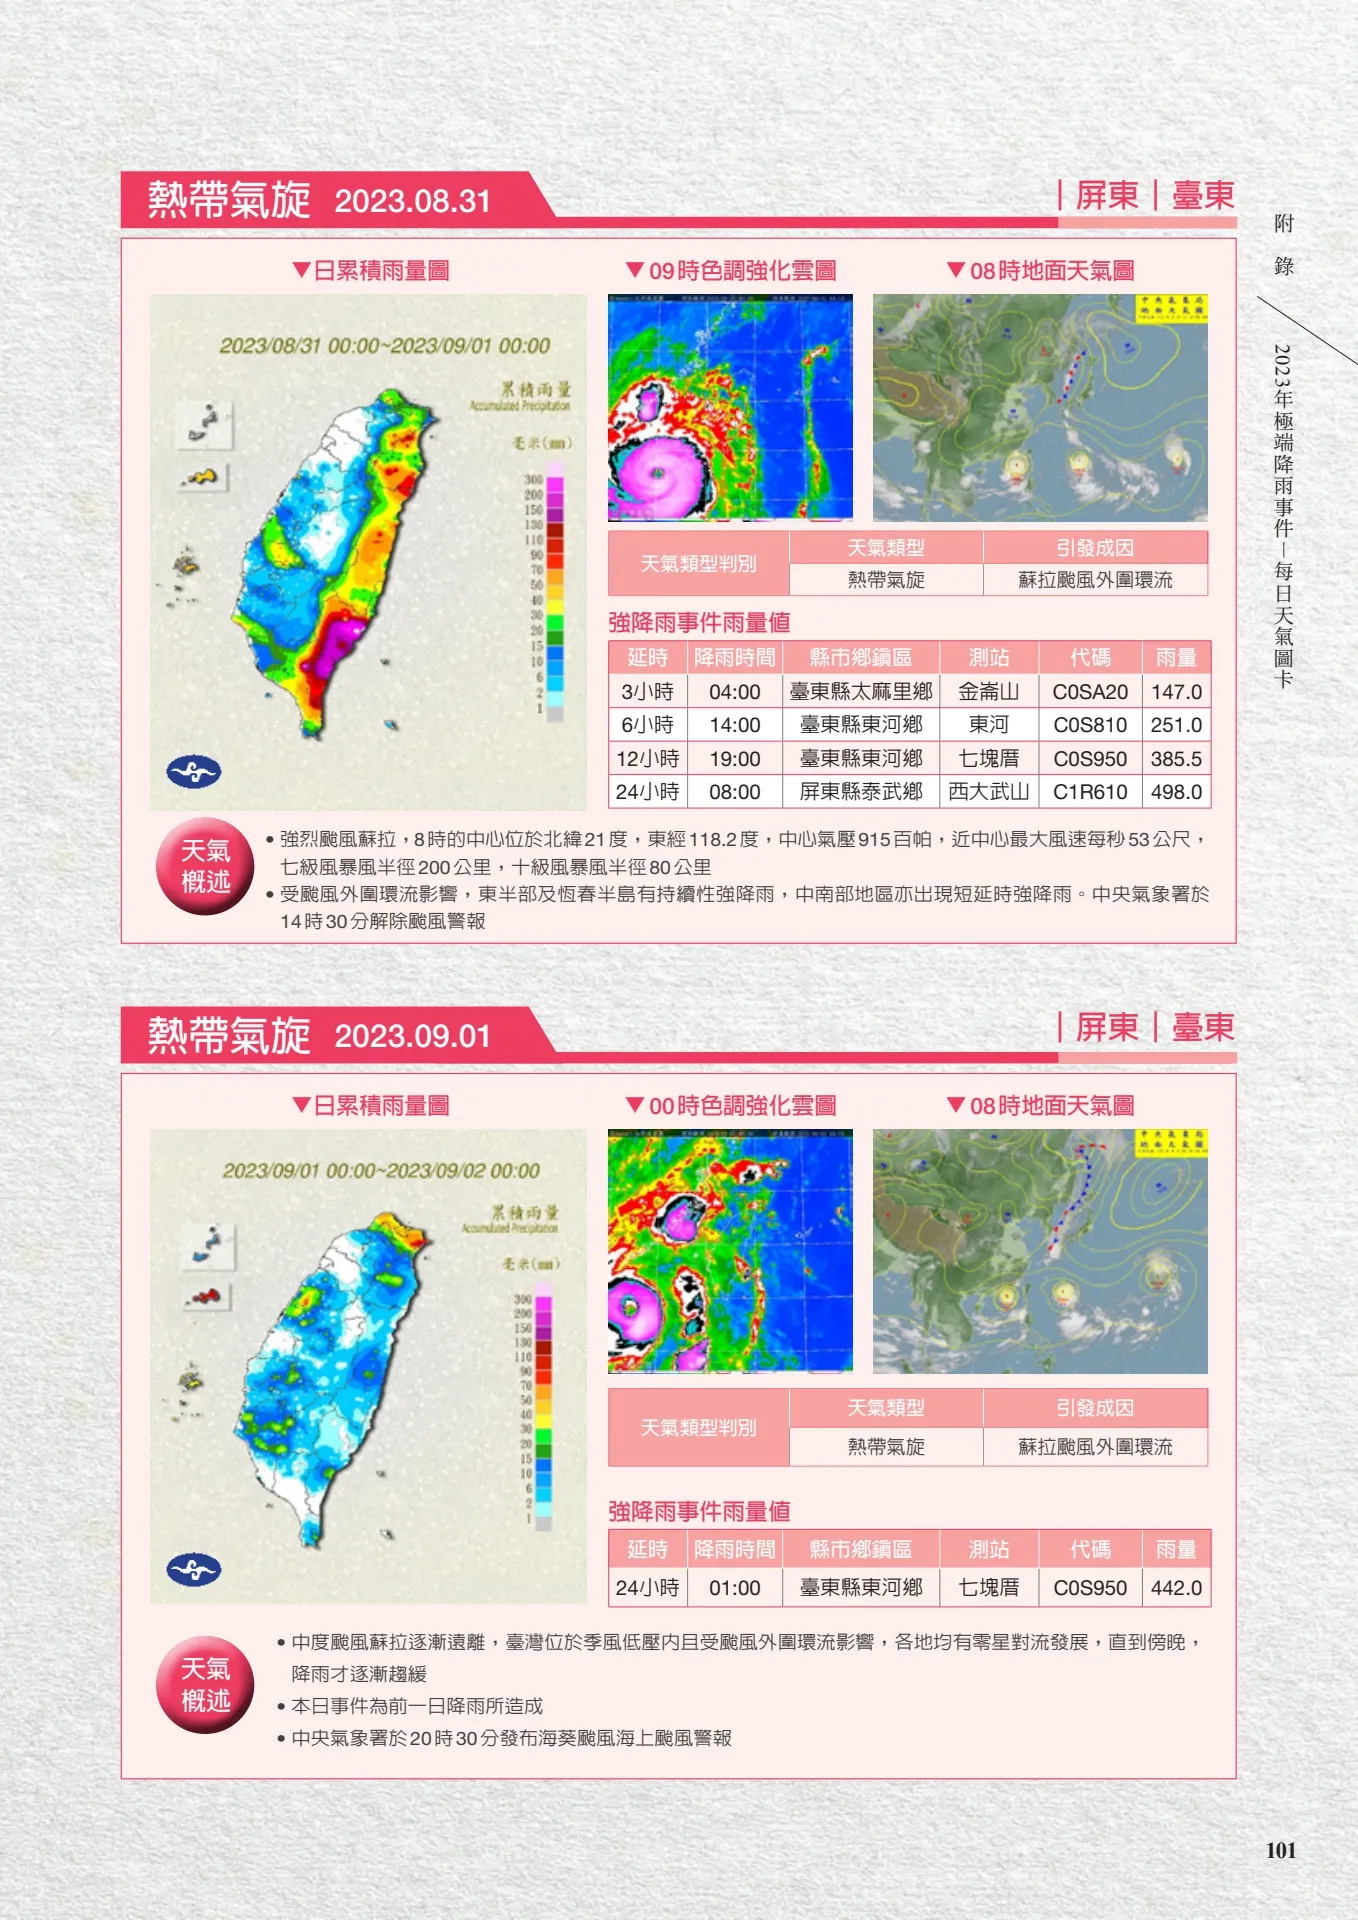 熱帶氣旋 2023.08.31
｜屏東｜臺東
▼日累積雨量圖
▼09時色調強化雲圖
▼08時地面天氣圖
2023/08/31 00:00~2023/09/01 00:00
累積雨量
Accumulated Precipitation
毫米(mm)
300
200
150
130
110
90
70
50
40
30
20
15
10
6
2
1
中央氣象局
地面天氣圖
天氣類型判別 天氣類型 引發成因
熱帶氣旋 蘇拉颱風外圍環流
強降雨事件雨量值
延時 降雨時間 縣市鄉鎮區 測站 代碼 雨量
3小時 04:00 臺東縣太麻里鄉 金崙山 C0SA20 147.0
6小時 14:00 臺東縣東河鄉 東河 C0S810 251.0
12小時 19:00 臺東縣東河鄉 七塊厝 C0S950 385.5
24小時 08:00 屏東縣泰武鄉 西大武山 C1R610 498.0
天氣
概述
•強烈颱風蘇拉，8時的中心位於北緯21度，東經118.2度，中心氣壓915百帕，近中心最大風速每秒53公尺，
七級風暴風半徑200公里，十級風暴風半徑80公里
•受颱風外圍環流影響，東半部及恆春半島有持續性強降雨，中南部地區亦出現短延時強降雨。中央氣象署於
14時30分解除颱風警報
熱帶氣旋 2023.09.01
｜屏東｜臺東
▼日累積雨量圖
▼00時色調強化雲圖
▼08時地面天氣圖
2023/09/01 00:00~2023/09/02 00:00
累積雨量
Accumulated Precipitation
毫米(mm)
300
200
150
130
110
90
70
50
40
30
20
15
10
6
2
1
中央氣象局
地面天氣圖
天氣類型判別 天氣類型 引發成因
熱帶氣旋 蘇拉颱風外圍環流
強降雨事件雨量值
延時 降雨時間 縣市鄉鎮區 測站 代碼 雨量
24小時 01:00 臺東縣東河鄉 七塊厝 C0S950 442.0
天氣
概述
•中度颱風蘇拉逐漸遠離，臺灣位於季風低壓內且受颱風外圍環流影響，各地均有零星對流發展，直到傍晚，
降雨才逐漸趨緩
•本日事件為前一日降雨所造成
•中央氣象署於20時30分發布海葵颱風海上颱風警報
附錄
2023年極端降雨事件－每日天氣圖卡
101